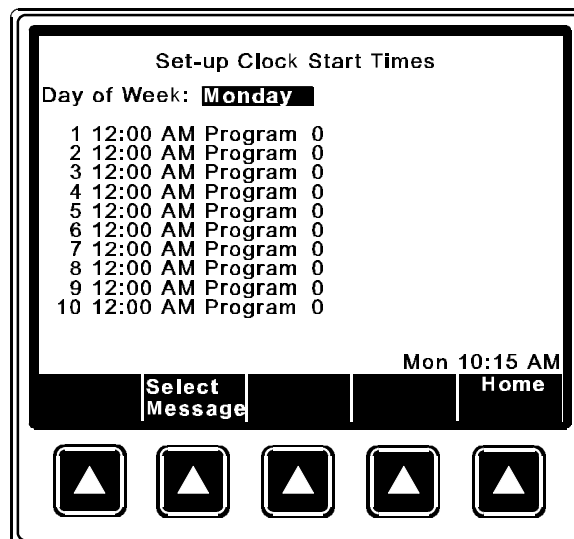 Set-up Clock Start Times
Day of Week: Monday
1 12:00 AM Program 0
2 12:00 AM Program 0
3 12:00 AM Program 0
4 12:00 AM Program 0
5 12:00 AM Program 0
6 12:00 AM Program 0
7 12:00 AM Program 0
8 12:00 AM Program 0
9 12:00 AM Program 0
10 12:00 AM Program 0
Mon 10:15 AM
Select Home
Message